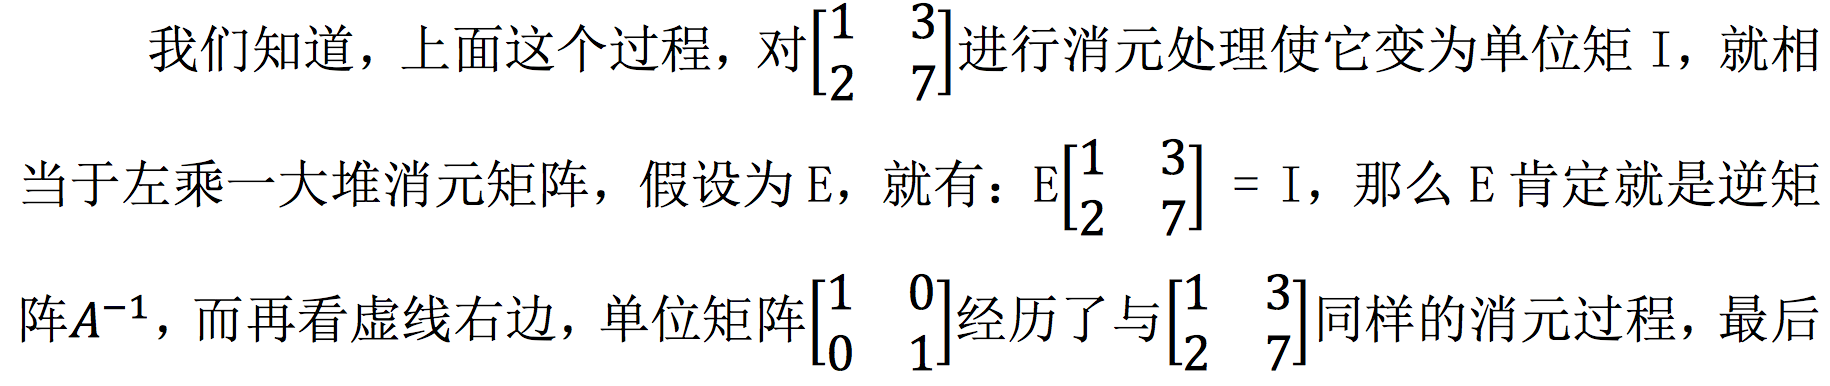 我们知道，上面这个过程，对[1 3 2 7]进行消元处理使它变为单位矩 I，就相
当于左乘一大堆消元矩阵，假设为 E，就有：E[1 3 2 7] = I，那么 E 肯定就是逆矩
阵A⁻¹，而再看虚线右边，单位矩阵[1 0 0 1]经历了与[1 3 2 7]同样的消元过程，最后